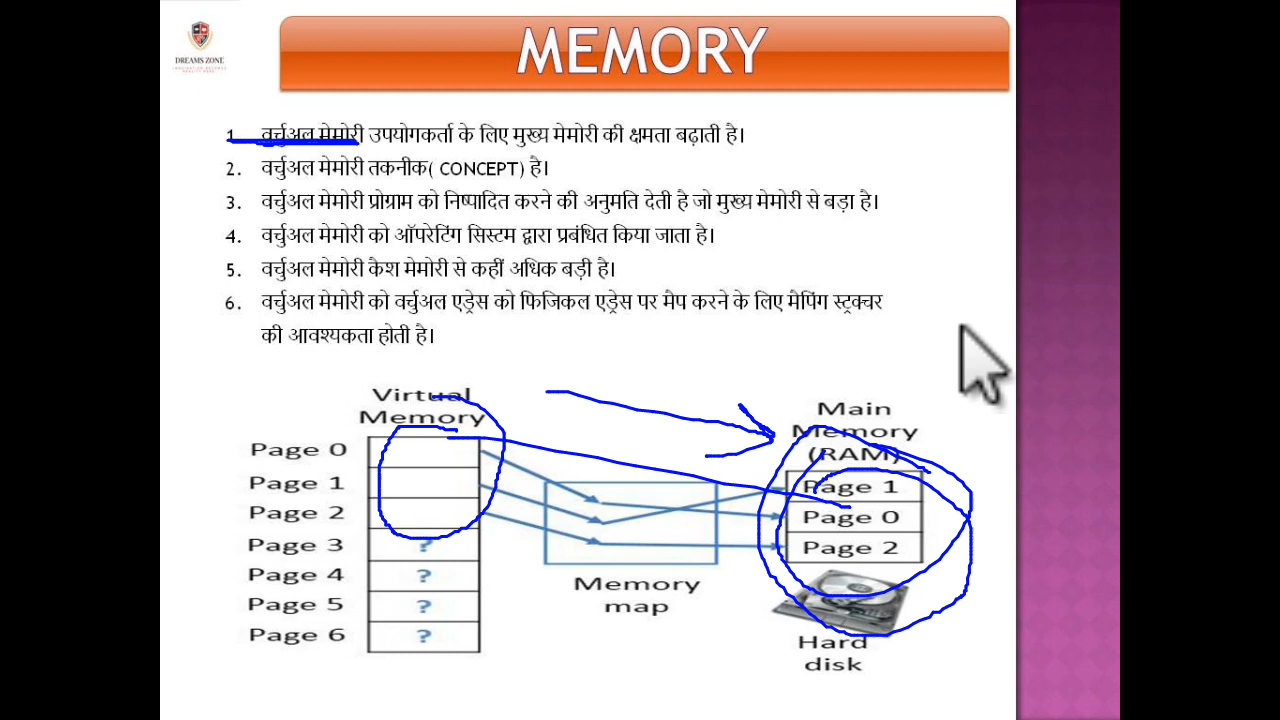 DREAMS ZONE
MEMORY
1. वर्चुअल मेमोरी उपयोगकर्ता के लिए मुख्य मेमोरी की क्षमता बढ़ाती है।
2. वर्चुअल मेमोरी तकनीक( CONCEPT) है।
3. वर्चुअल मेमोरी प्रोग्राम को निष्पादित करने की अनुमति देती है जो मुख्य मेमोरी से बड़ा है।
4. वर्चुअल मेमोरी को ऑपरेटिंग सिस्टम द्वारा प्रबंधित किया जाता है।
5. वर्चुअल मेमोरी कैश मेमोरी से कहीं अधिक बड़ी है।
6. वर्चुअल मेमोरी को वर्चुअल एड्रेस को फिजिकल एड्रेस पर मैप करने के लिए मैपिंग स्ट्रक्चर
की आवश्यकता होती है।
Virtual
Memory
Page 0
Page 1
Page 2
Page 3 ?
Page 4 ?
Page 5 ?
Page 6 ?
Memory
map
Main
Memory
(RAM)
Page 1
Page 0
Page 2
Hard
disk